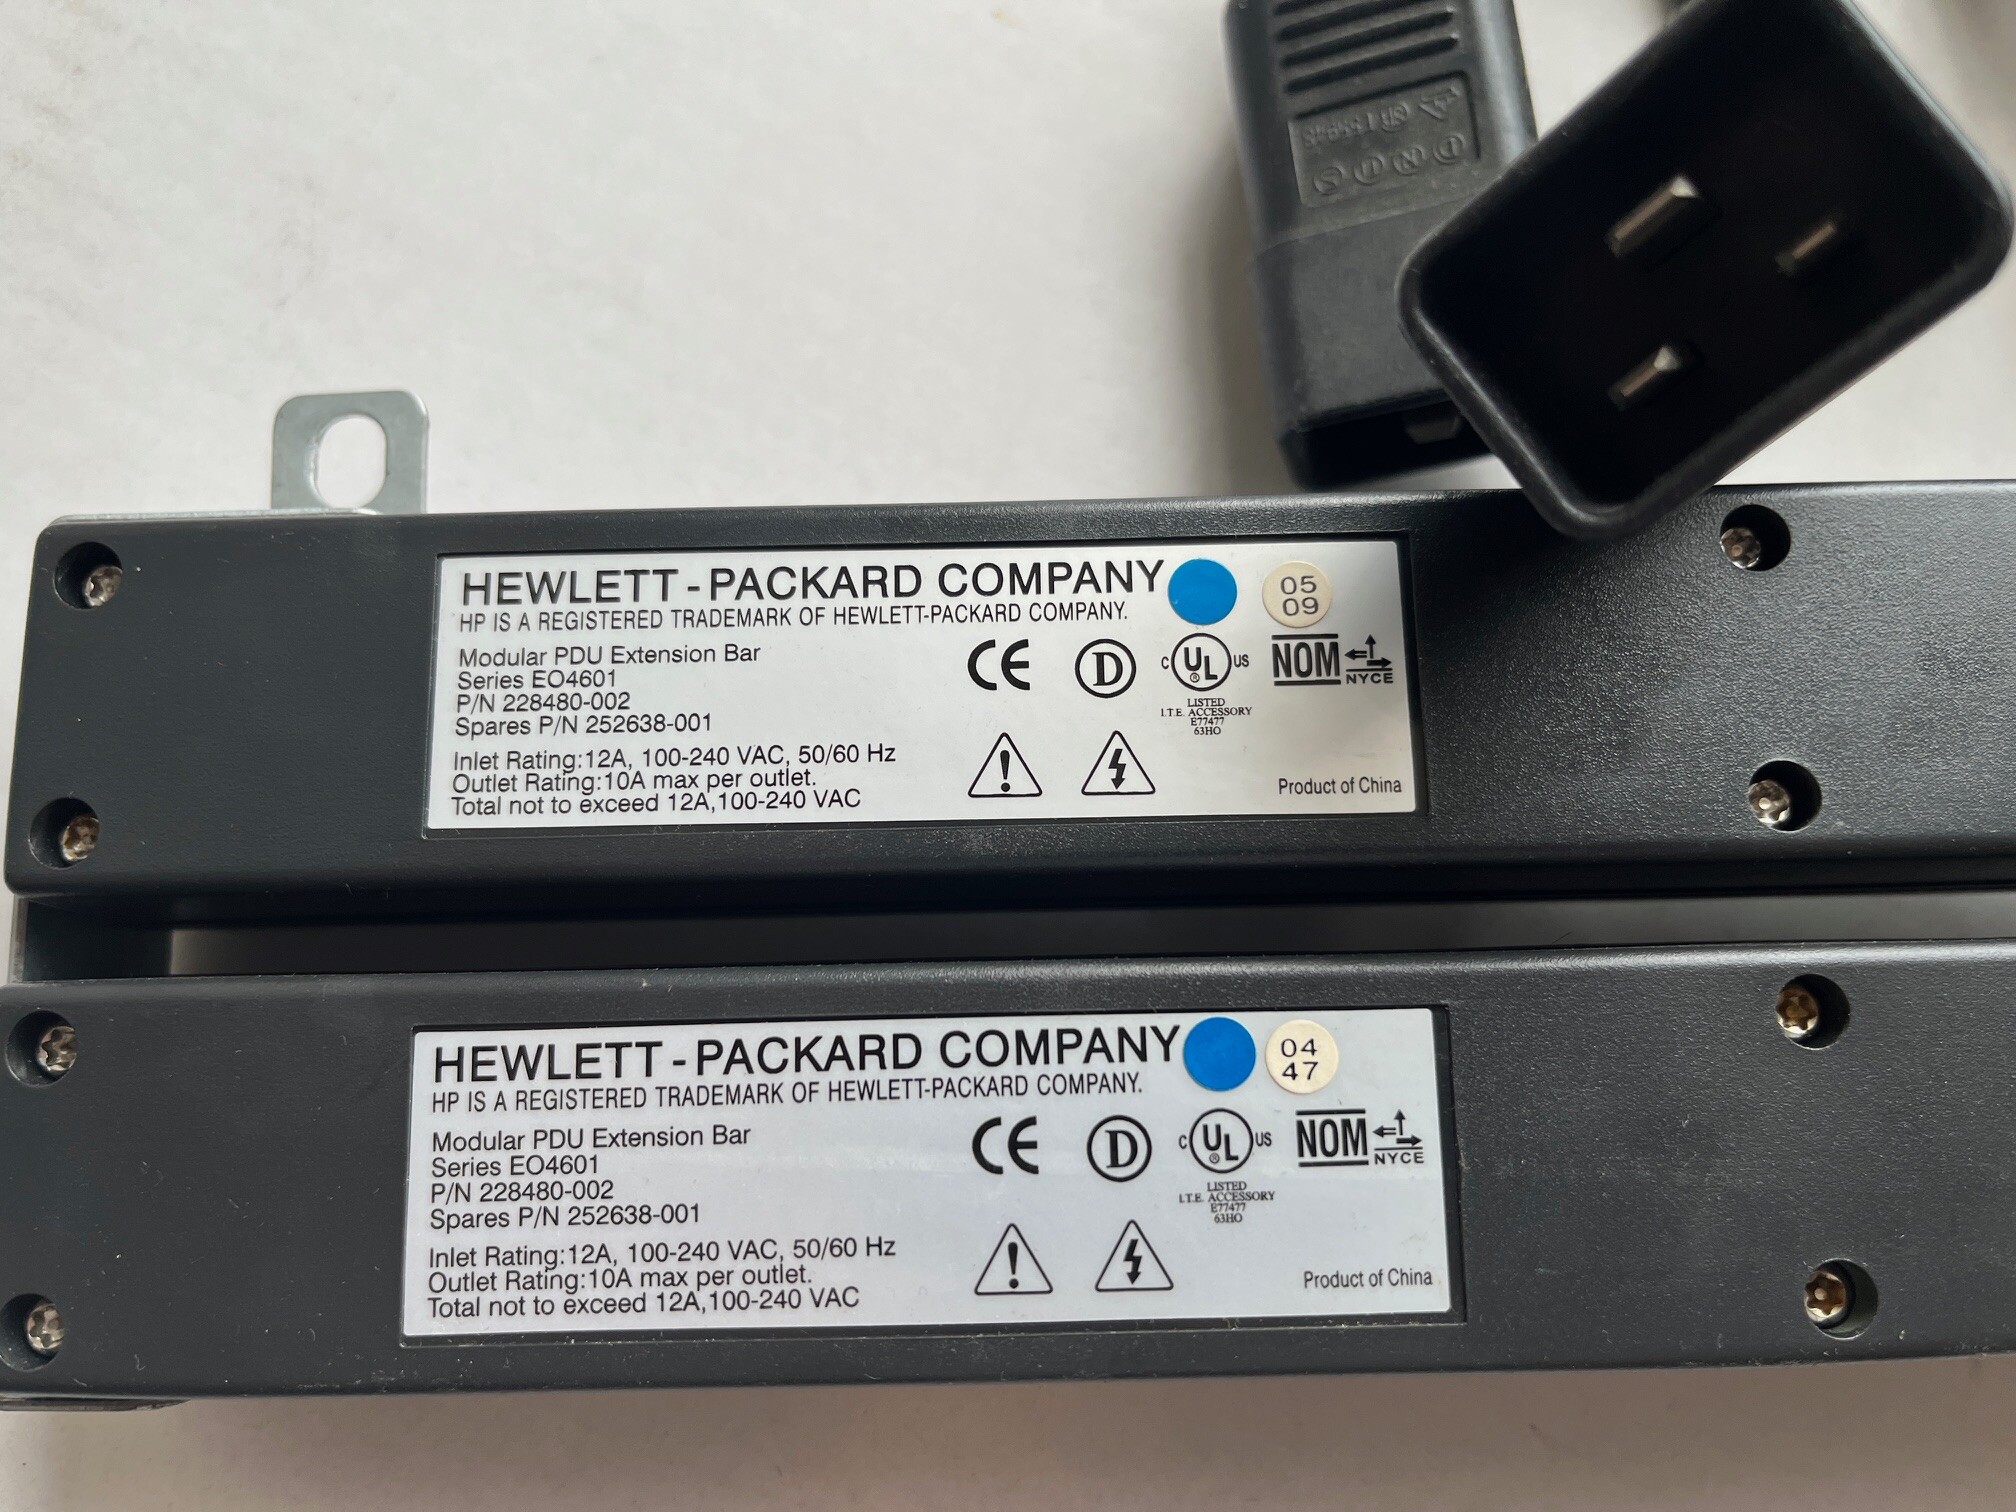 HEWLETT-PACKARD COMPANY
HP IS A REGISTERED TRADEMARK OF HEWLETT-PACKARD COMPANY.
05
09
Modular PDU Extension Bar
Series EO4601
P/N 228480-002
Spares P/N 252638-001
Inlet Rating:12A, 100-240 VAC, 50/60 Hz
Outlet Rating:10A max per outlet.
Total not to exceed 12A,100-240 VAC
CE
D
C UL US
®
LISTED
I.T.E. ACCESSORY
E77477
63HO
NOM
NYCE
Product of China
HEWLETT-PACKARD COMPANY
HP IS A REGISTERED TRADEMARK OF HEWLETT-PACKARD COMPANY.
04
47
Modular PDU Extension Bar
Series EO4601
P/N 228480-002
Spares P/N 252638-001
Inlet Rating:12A, 100-240 VAC, 50/60 Hz
Outlet Rating:10A max per outlet.
Total not to exceed 12A,100-240 VAC
CE
D
C UL US
®
LISTED
I.T.E. ACCESSORY
E77477
63HO
NOM
NYCE
Product of China